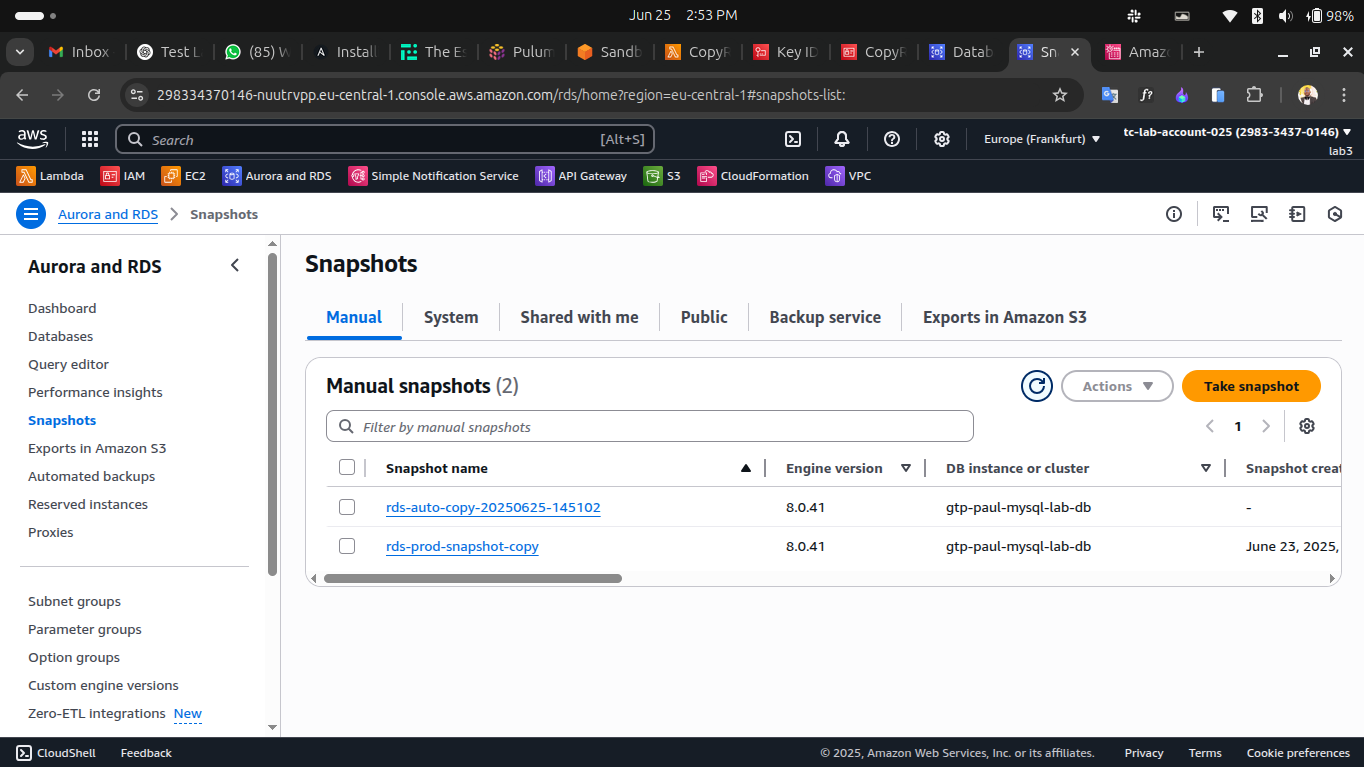 Jun 25 2:53 PM
98%
Inbox
Test L
(85) W
Install
The Es
Pulum
Sandb
CopyR
Key ID
CopyR
Datab
Sn
Amaz
298334370146-nuutrvpp.eu-central-1.console.aws.amazon.com/rds/home?region=eu-central-1#snapshots-list:
aws
Search
[Alt+S]
Europe (Frankfurt)
tc-lab-account-025 (2983-3437-0146)
lab3
Lambda
IAM
EC2
Aurora and RDS
Simple Notification Service
API Gateway
S3
CloudFormation
VPC
Aurora and RDS
Snapshots
Aurora and RDS
Dashboard
Databases
Query editor
Performance insights
Snapshots
Exports in Amazon S3
Automated backups
Reserved instances
Proxies
Subnet groups
Parameter groups
Option groups
Custom engine versions
Zero-ETL integrations New
Snapshots
Manual
System
Shared with me
Public
Backup service
Exports in Amazon S3
Manual snapshots (2)
Actions
Take snapshot
Filter by manual snapshots
1
Snapshot name
Engine version
DB instance or cluster
Snapshot creat
rds-auto-copy-20250625-145102
8.0.41
gtp-paul-mysql-lab-db
-
rds-prod-snapshot-copy
8.0.41
gtp-paul-mysql-lab-db
June 23, 2025,
CloudShell
Feedback
© 2025, Amazon Web Services, Inc. or its affiliates.
Privacy
Terms
Cookie preferences